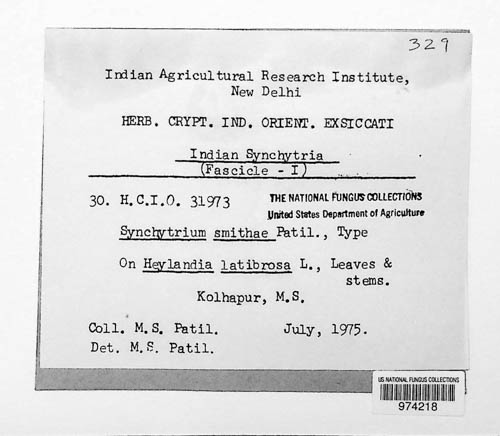 329
Indian Agricultural Research Institute,
New Delhi
HERB. CRYPT. IND. ORIENT. EXSICCATI
Indian Synchytria
(Fascicle - I)
30. H.C.I.O. 31973
THE NATIONAL FUNGUS COLLECTIONS
United States Department of Agriculture
Synchytrium smithae Patil., Type
On Heylandia latibrosa L., Leaves &
stems.
Kolhapur, M.S.
Coll. M.S. Patil. July, 1975.
Det. M.S. Patil.
US NATIONAL FUNGUS COLLECTIONS
974218